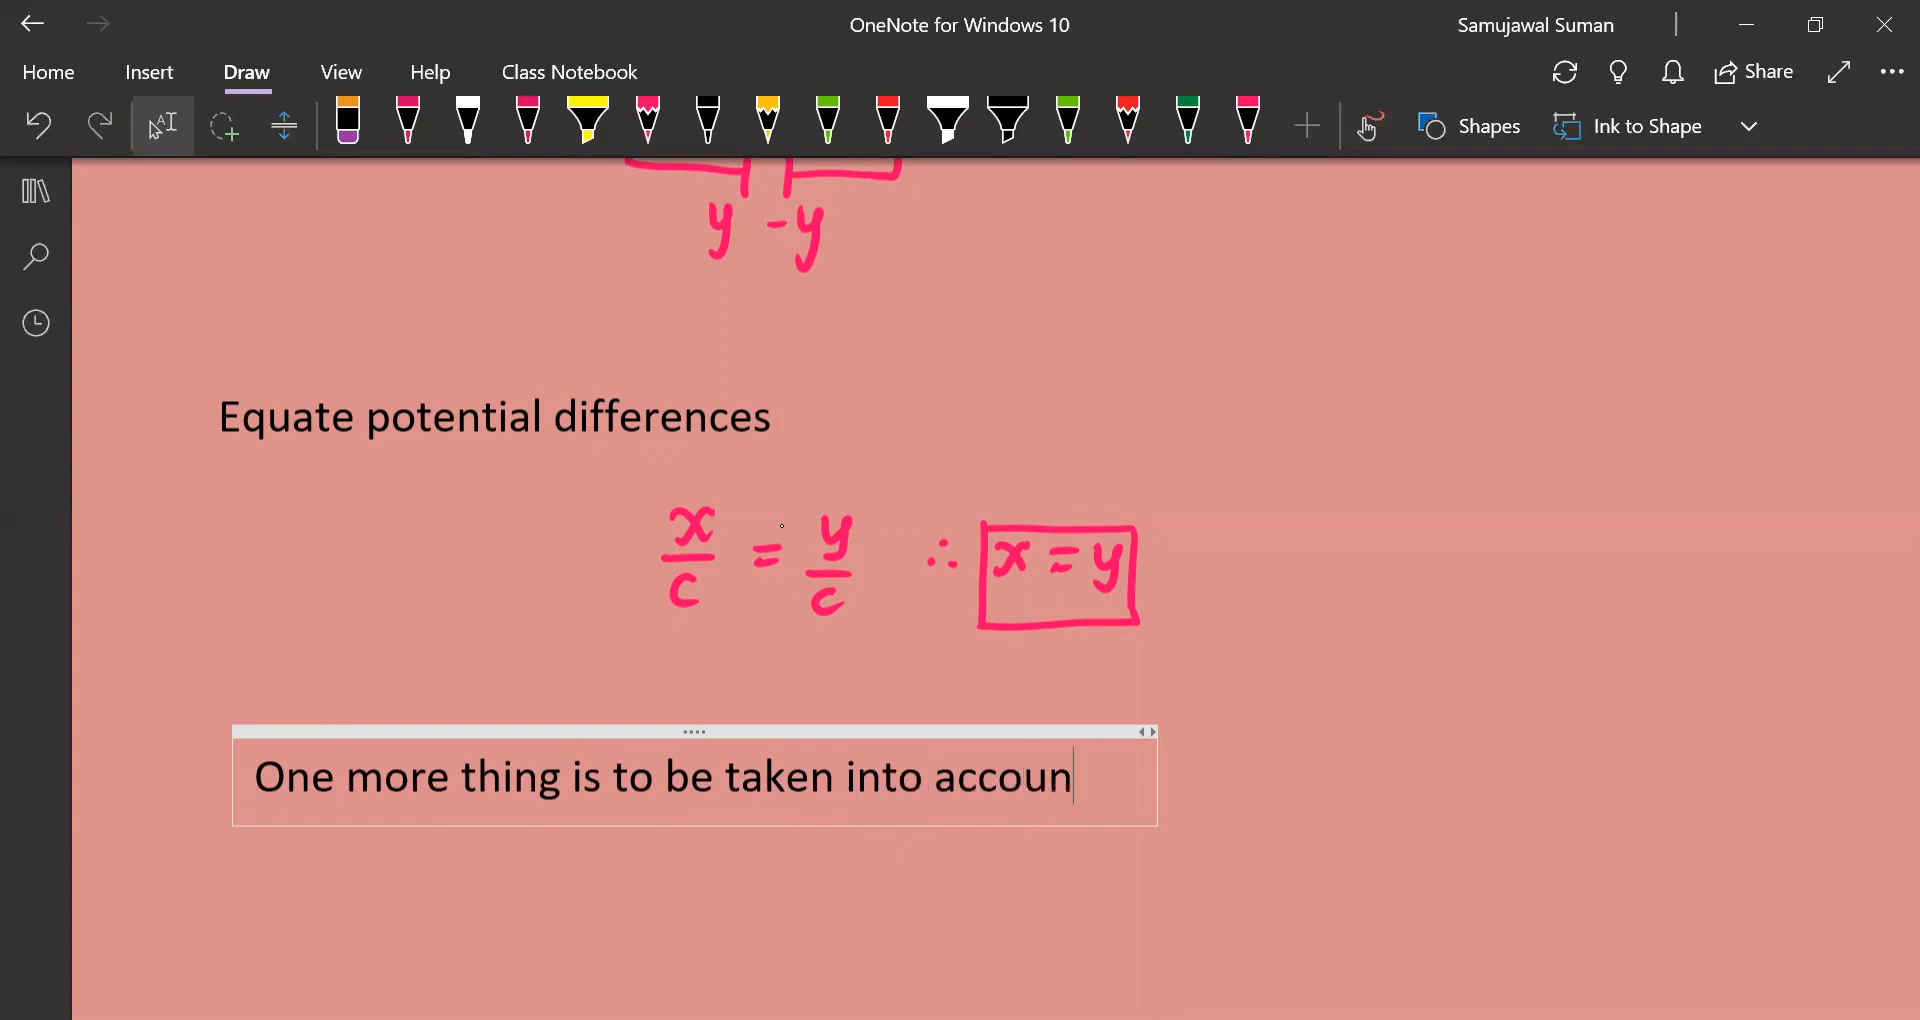 OneNote for Windows 10
Samujawal Suman
Home Insert Draw View Help Class Notebook
Share
Shapes Ink to Shape
y -y
Equate potential differences
x/c = y/c ∴ x = y
One more thing is to be taken into accoun